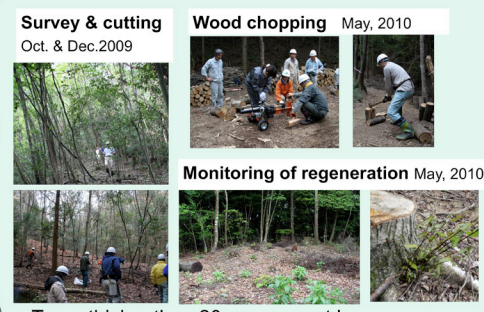 Survey & cutting
Oct. & Dec.2009
Wood chopping May, 2010
Monitoring of regeneration May, 2010